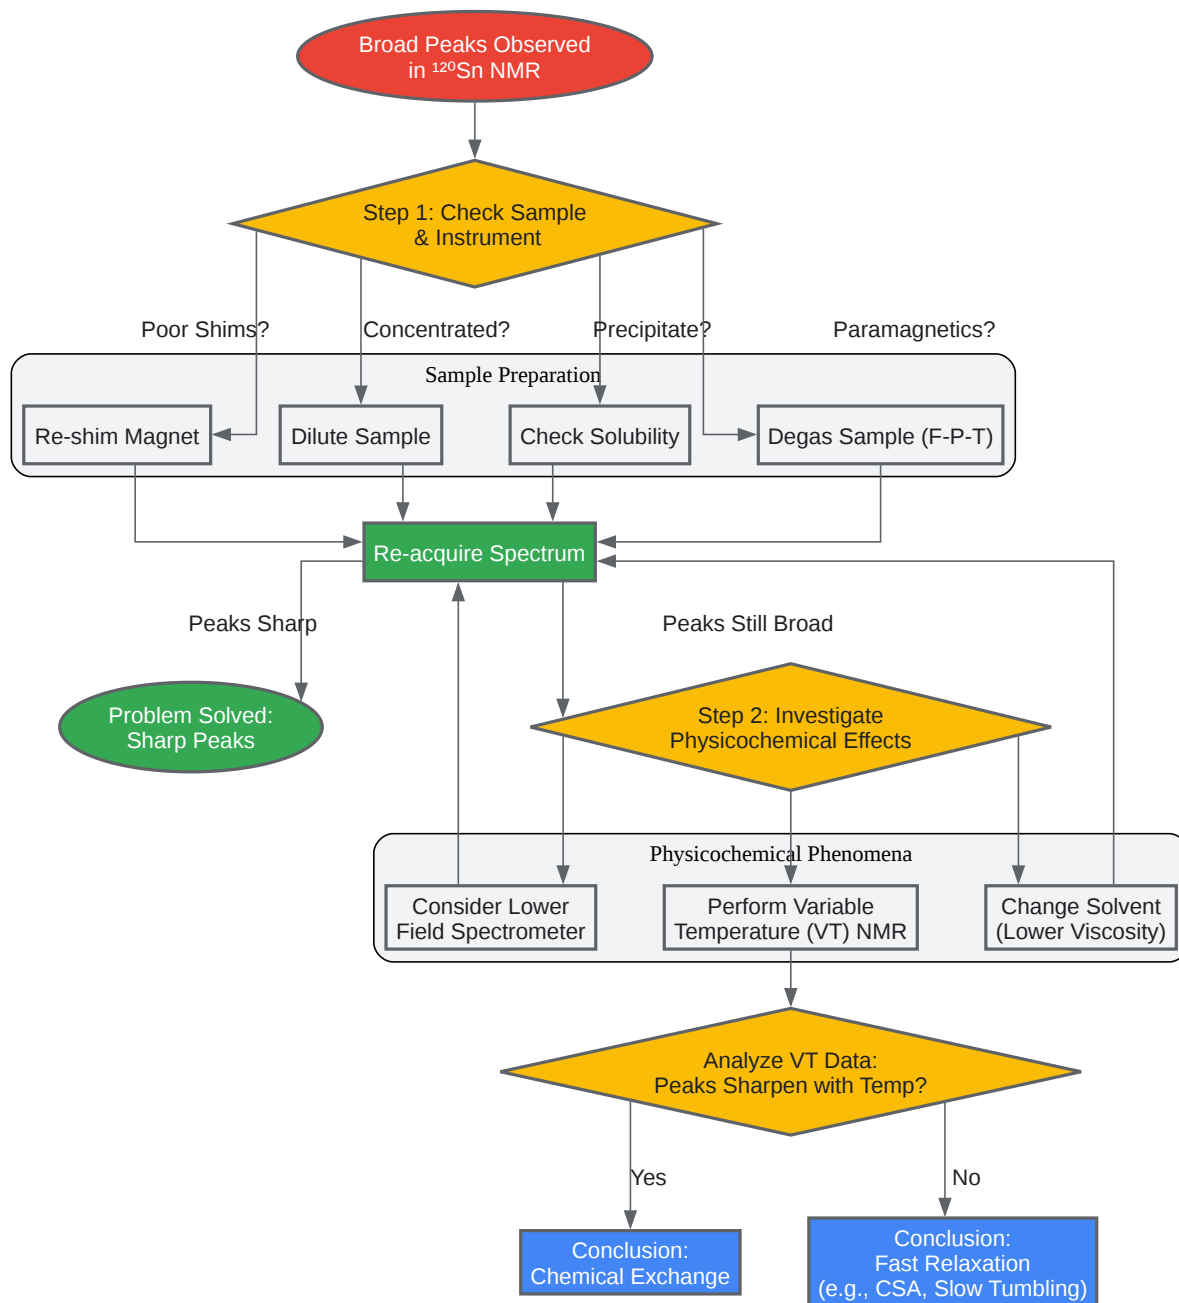 Broad Peaks Observed
in ¹²⁰Sn NMR
Step 1: Check Sample
& Instrument
Poor Shims?
Concentrated?
Precipitate?
Paramagnetics?
Sample Preparation
Re-shim Magnet
Dilute Sample
Check Solubility
Degas Sample (F-P-T)
Re-acquire Spectrum
Peaks Sharp
Peaks Still Broad
Problem Solved:
Sharp Peaks
Step 2: Investigate
Physicochemical Effects
Physicochemical Phenomena
Consider Lower
Field Spectrometer
Perform Variable
Temperature (VT) NMR
Change Solvent
(Lower Viscosity)
Analyze VT Data:
Peaks Sharpen with Temp?
Yes
No
Conclusion:
Chemical Exchange
Conclusion:
Fast Relaxation
(e.g., CSA, Slow Tumbling)